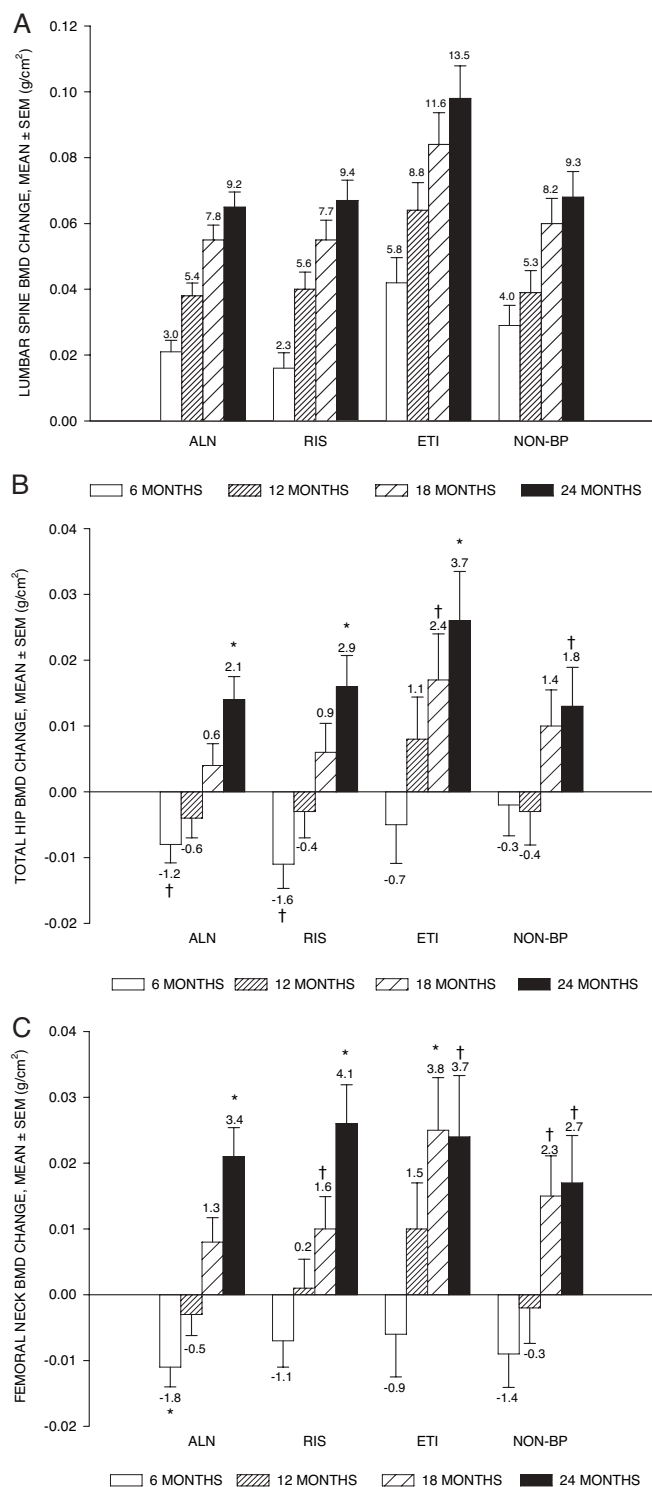 A
LUMBAR SPINE BMD CHANGE, MEAN ± SEM (g/cm²)
0.12
0.10
0.08
0.06
0.04
0.02
0.00
3.0 5.4 7.8 9.2
2.3 5.6 7.7 9.4
5.8 8.8 11.6 13.5
4.0 5.3 8.2 9.3
ALN RIS ETI NON-BP
6 MONTHS 12 MONTHS 18 MONTHS 24 MONTHS
B
TOTAL HIP BMD CHANGE, MEAN ± SEM (g/cm²)
0.04
0.03
0.02
0.01
0.00
-0.01
-0.02
-1.2 † -0.6 0.6 2.1 *
-1.6 † -0.4 0.9 2.9 *
-0.7 1.1 2.4 † 3.7 *
-0.3 -0.4 1.4 1.8 †
ALN RIS ETI NON-BP
6 MONTHS 12 MONTHS 18 MONTHS 24 MONTHS
C
FEMORAL NECK BMD CHANGE, MEAN ± SEM (g/cm²)
0.04
0.03
0.02
0.01
0.00
-0.01
-0.02
-1.8 * -0.5 1.3 3.4 *
-1.1 0.2 1.6 † 4.1 *
-0.9 1.5 3.8 * 3.7 †
-1.4 -0.3 2.3 † 2.7 †
ALN RIS ETI NON-BP
6 MONTHS 12 MONTHS 18 MONTHS 24 MONTHS